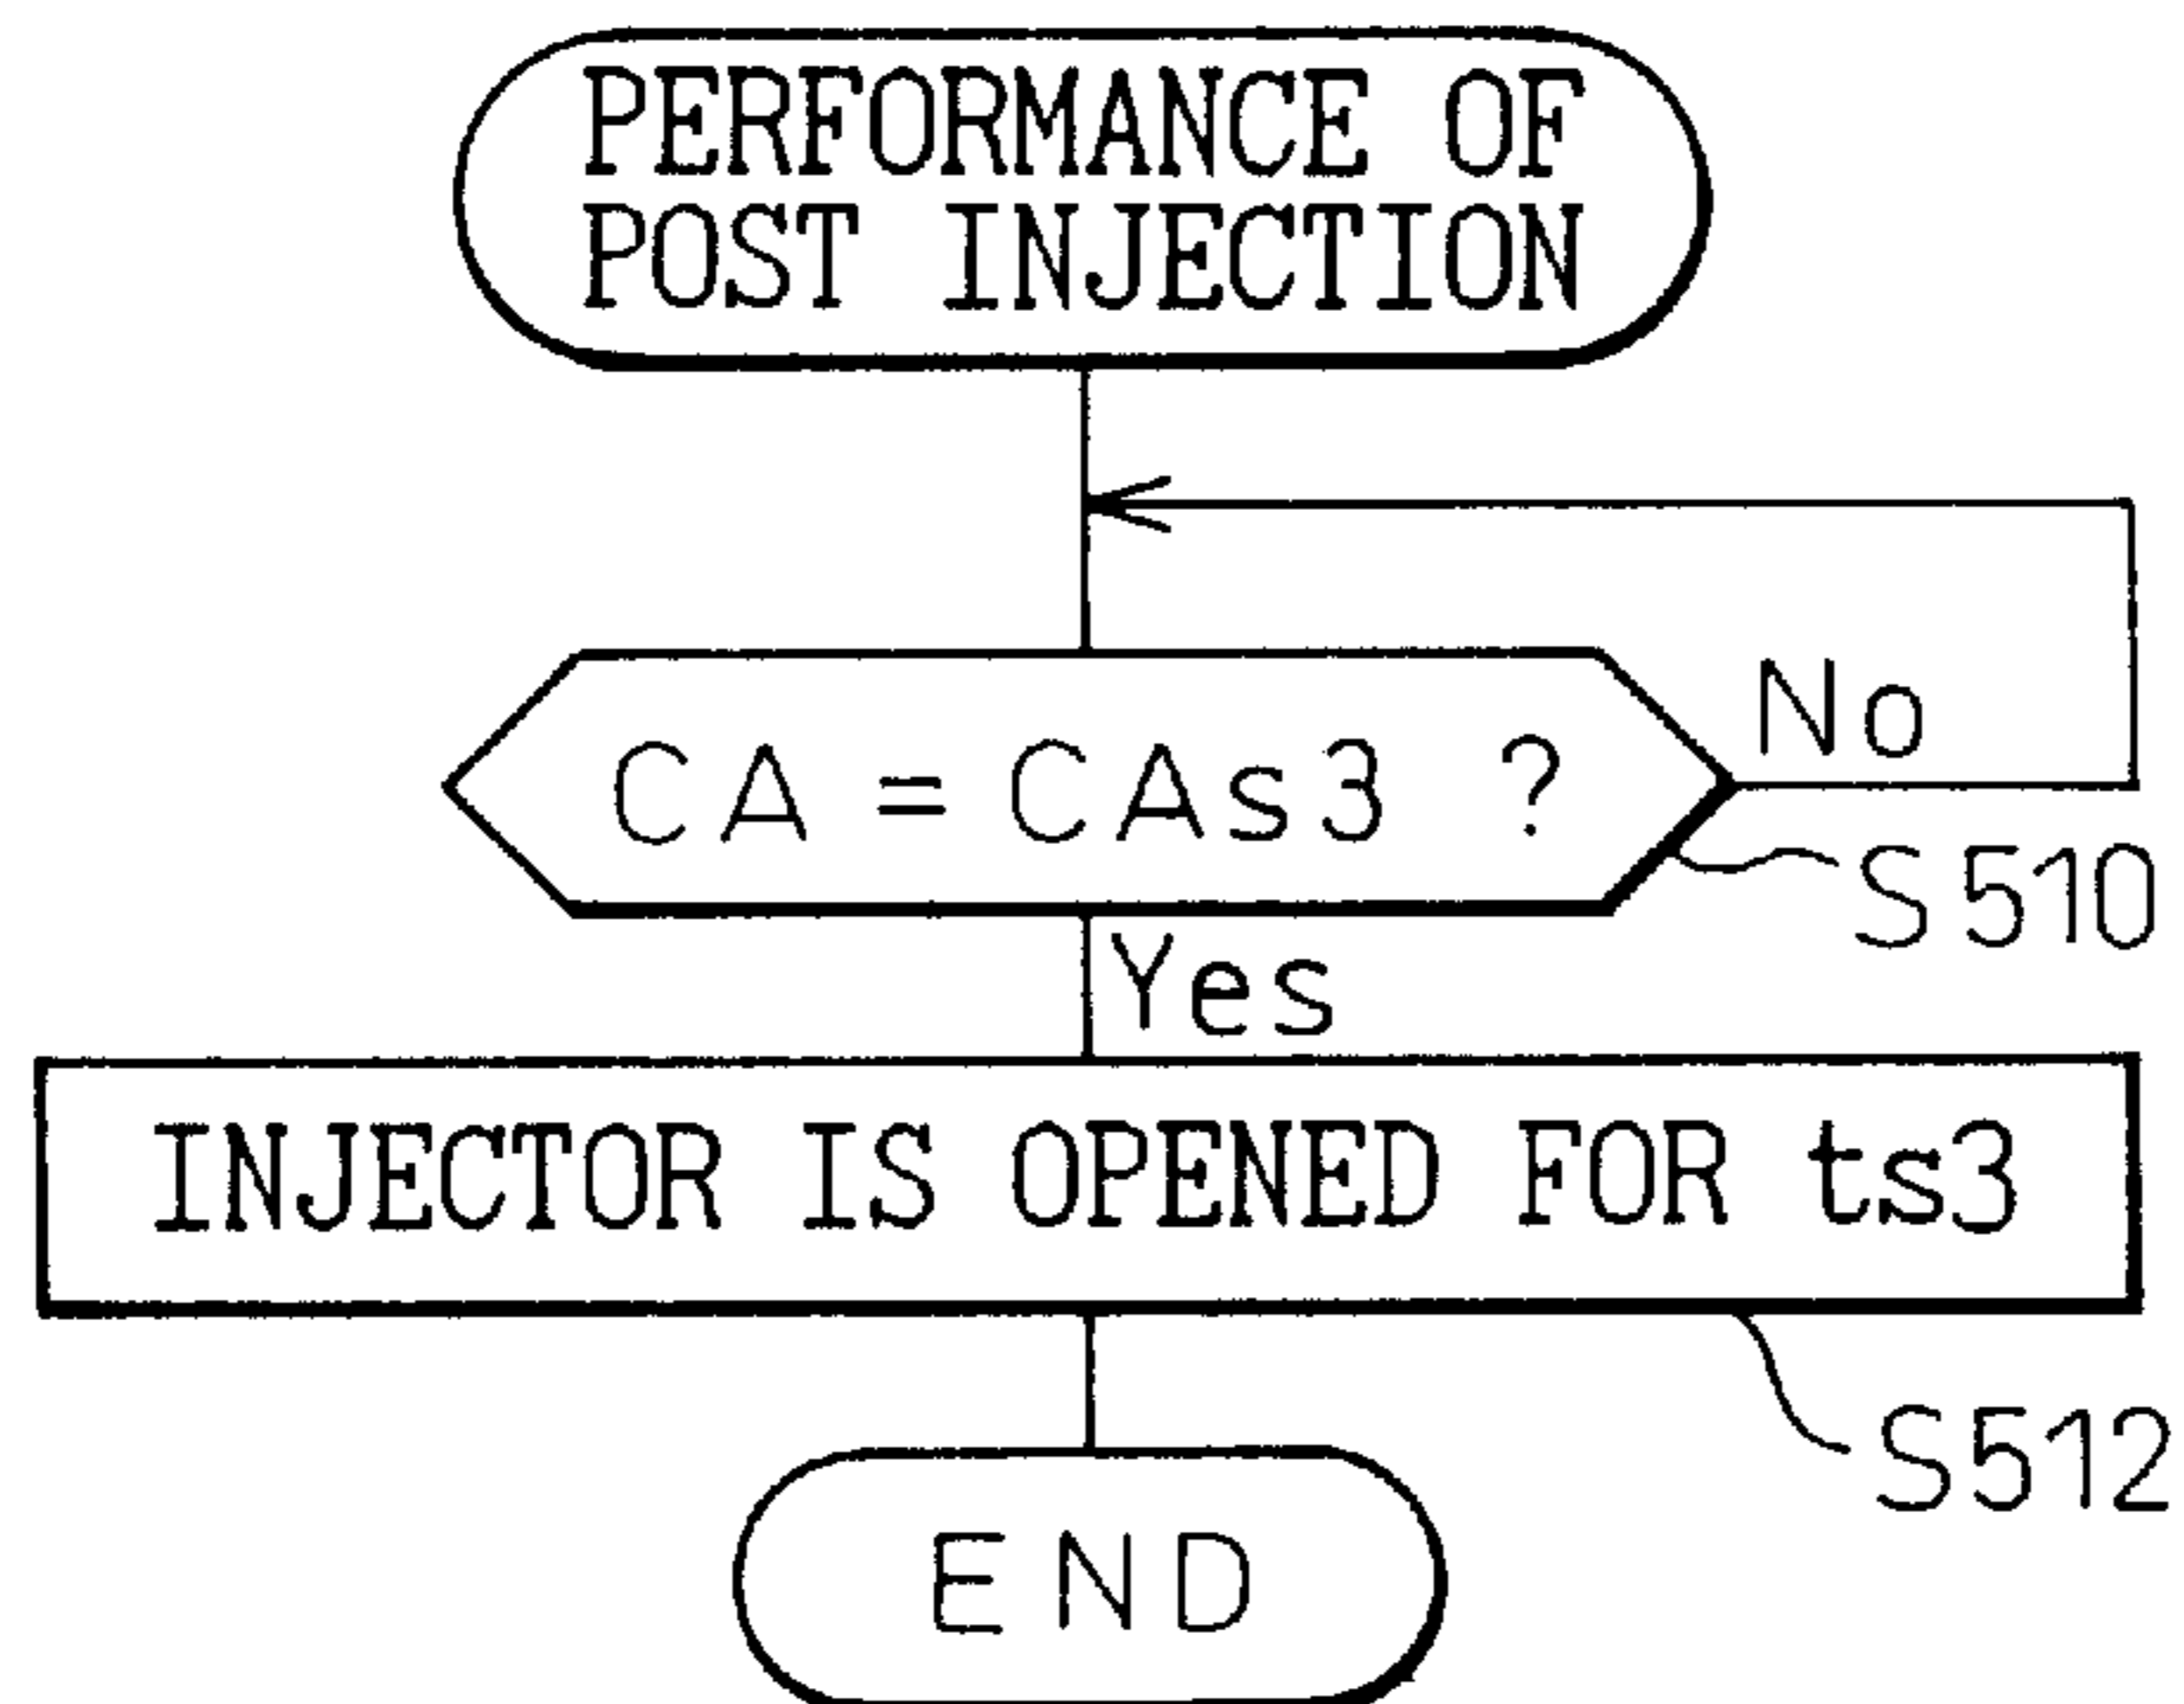 PERFORMANCE OF
POST INJECTION
No
CA=CAs3 ?
S510
Yes
INJECTOR IS OPENED FOR ts3
S512
END